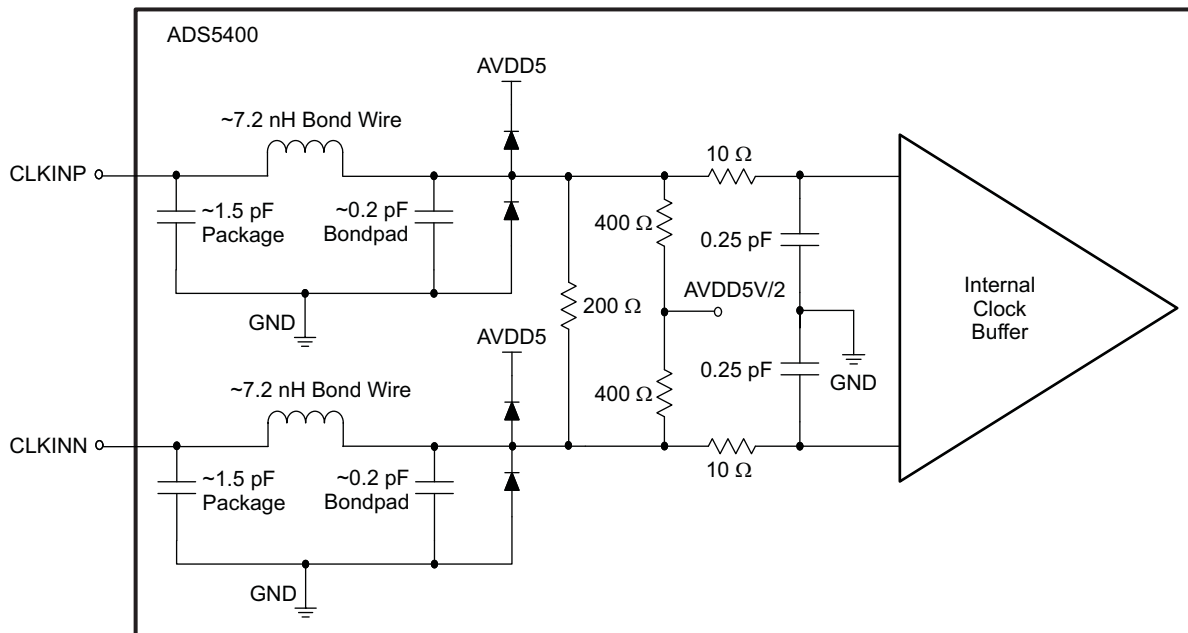 ADS5400
AVDD5
~7.2 nH Bond Wire
CLKINP
10 Ω
~1.5 pF
Package
~0.2 pF
Bondpad
400 Ω
0.25 pF
AVDD5V/2
200 Ω
Internal
Clock
Buffer
GND
AVDD5
0.25 pF
GND
~7.2 nH Bond Wire
400 Ω
CLKINN
10 Ω
~1.5 pF
Package
~0.2 pF
Bondpad
GND